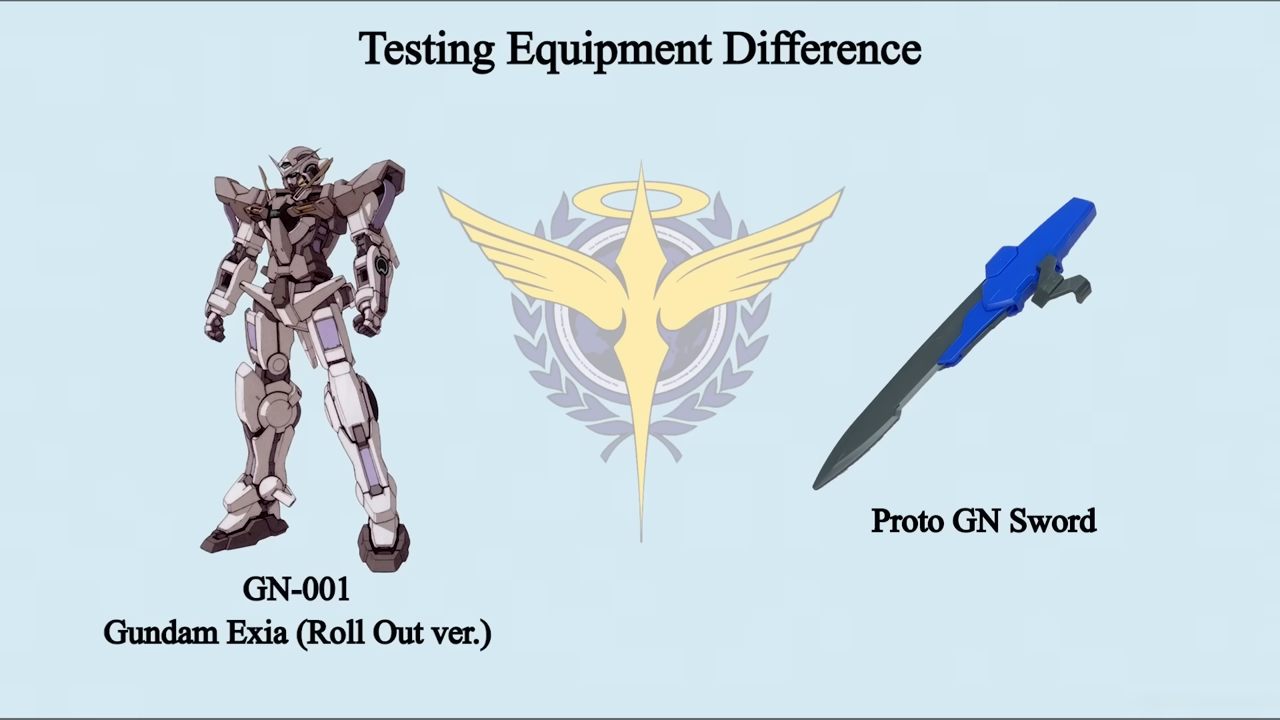 Testing Equipment Difference
GN-001
Gundam Exia (Roll Out ver.)
Proto GN Sword